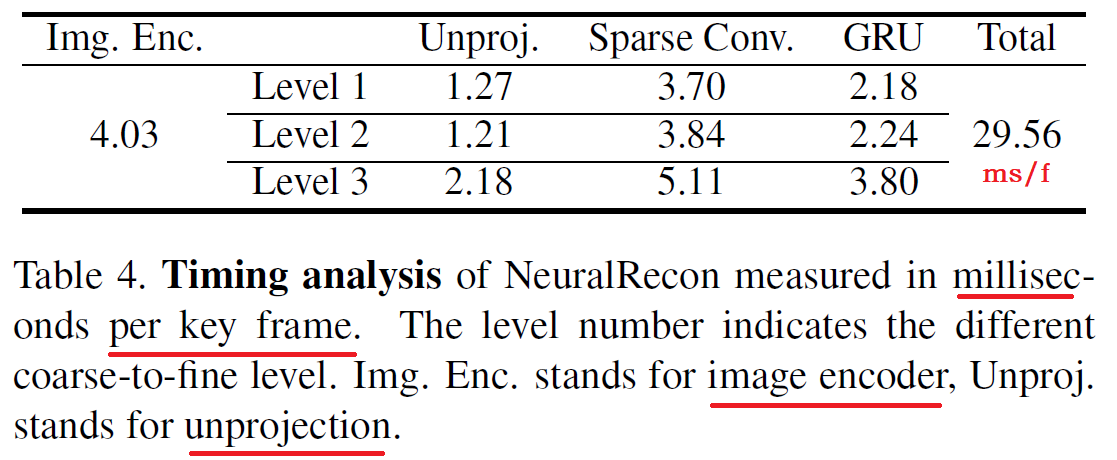 Img. Enc. Unproj. Sparse Conv. GRU Total
Level 1 1.27 3.70 2.18
4.03 Level 2 1.21 3.84 2.24 29.56
ms/f
Level 3 2.18 5.11 3.80
Table 4. Timing analysis of NeuralRecon measured in millisec-
onds per key frame. The level number indicates the different
coarse-to-fine level. Img. Enc. stands for image encoder, Unproj.
stands for unprojection.